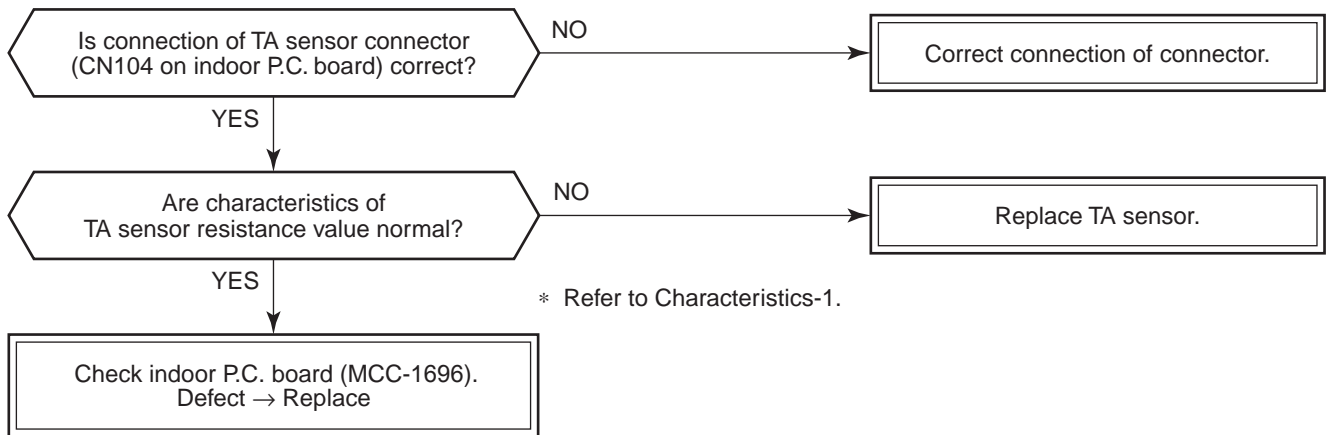 Is connection of TA sensor connector
(CN104 on indoor P.C. board) correct?
NO
Correct connection of connector.
YES
Are characteristics of
TA sensor resistance value normal?
NO
Replace TA sensor.
YES
* Refer to Characteristics-1.
Check indoor P.C. board (MCC-1696).
Defect → Replace